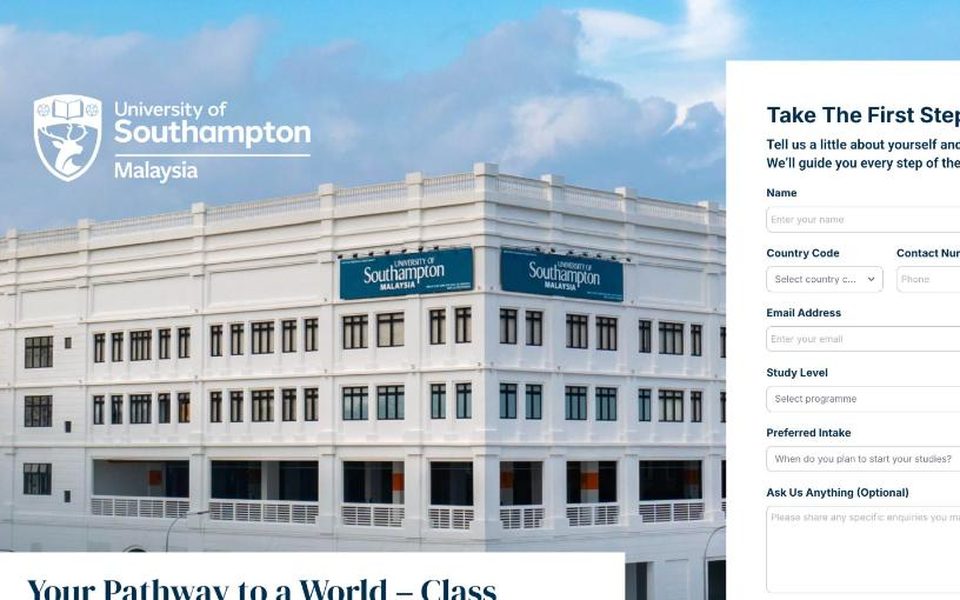 University of
Southampton
Malaysia
UNIVERSITY OF
Southampton
MALAYSIA
UNIVERSITY OF
Southampton
MALAYSIA
Your Pathway to a World – Class
Take The First Step
Tell us a little about yourself and
We'll guide you every step of the
Name
Enter your name
Country Code
Contact Nu
Select country c...
Phone
Email Address
Enter your email
Study Level
Select programme
Preferred Intake
When do you plan to start your studies?
Ask Us Anything (Optional)
Please share any specific enquiries you m